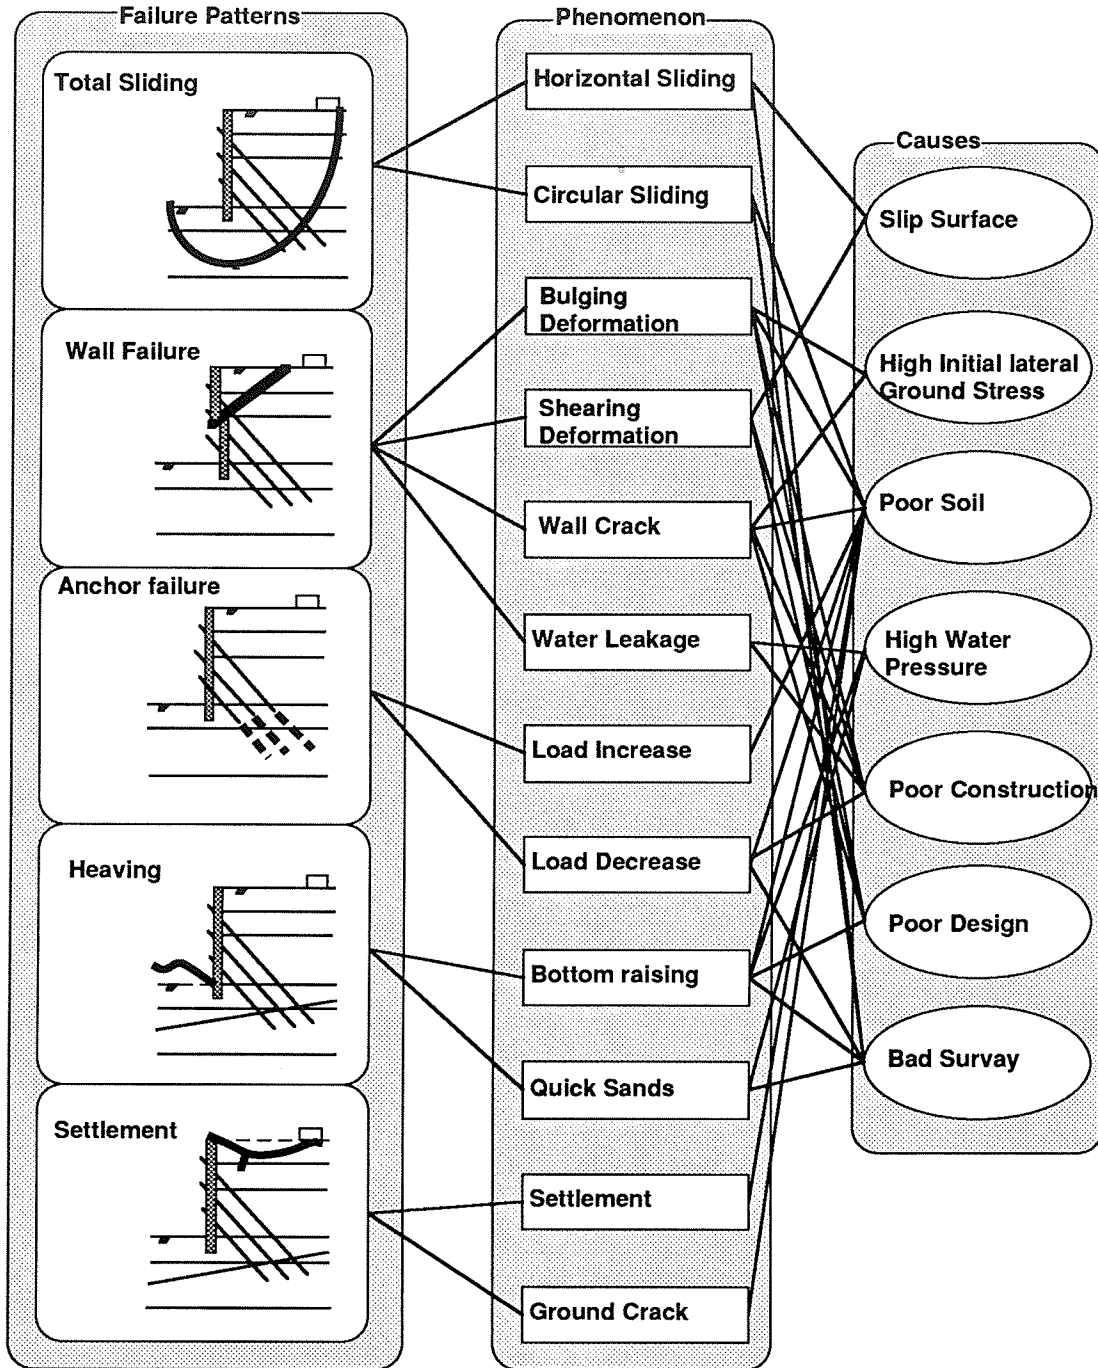 Failure Patterns
Total Sliding
Wall Failure
Anchor failure
Heaving
Settlement
Phenomenon
Horizontal Sliding
Circular Sliding
Bulging
Deformation
Shearing
Deformation
Wall Crack
Water Leakage
Load Increase
Load Decrease
Bottom raising
Quick Sands
Settlement
Ground Crack
Causes
Slip Surface
High Initial lateral
Ground Stress
Poor Soil
High Water
Pressure
Poor Construction
Poor Design
Bad Survay